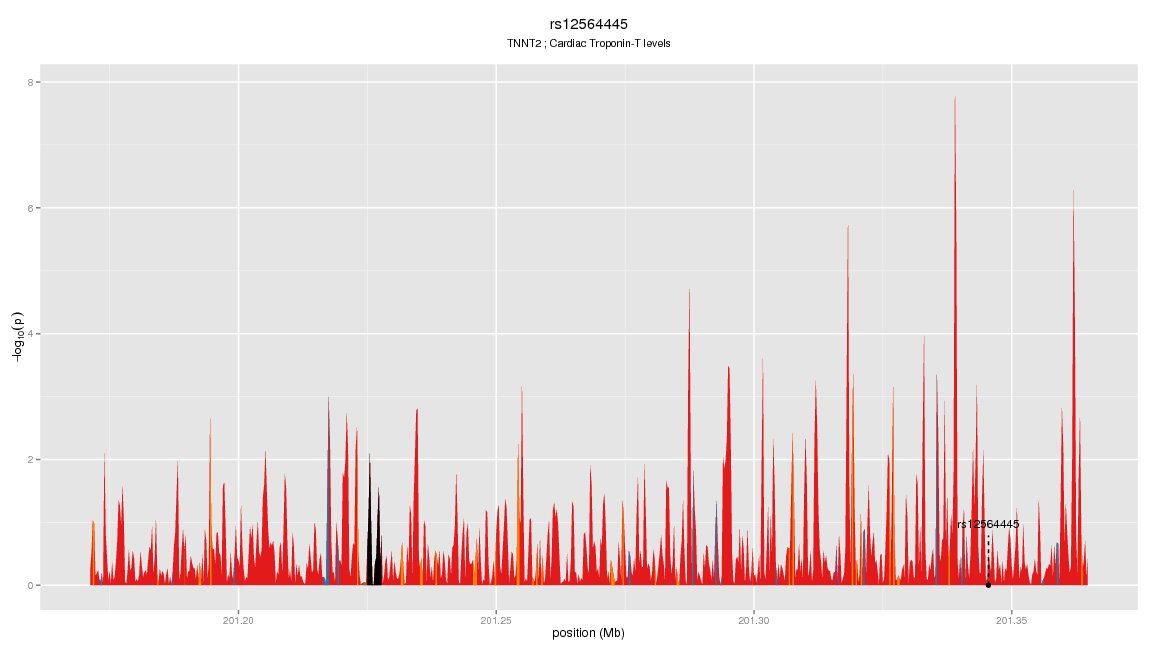 rs12564445
TNNT2 ; Cardiac Troponin-T levels
8
6
4
2
0
-log10(p)
rs12564445
201.20 201.25 201.30 201.35
position (Mb)